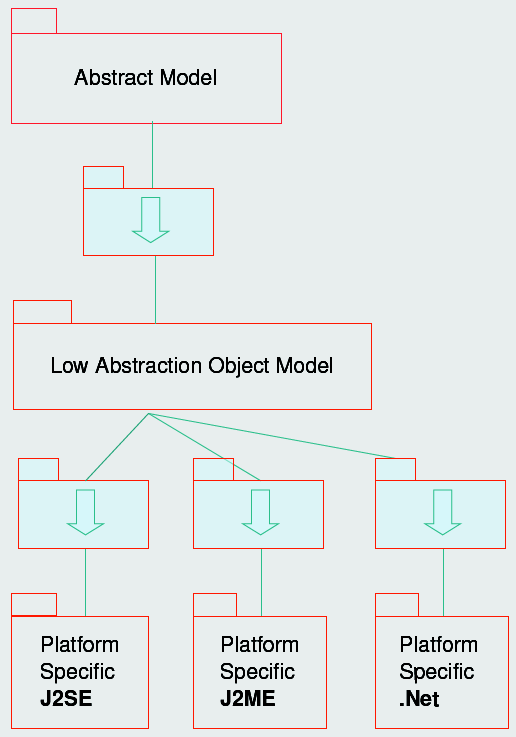 Abstract Model
Low Abstraction Object Model
Platform
Specific
J2SE
Platform
Specific
J2ME
Platform
Specific
.Net